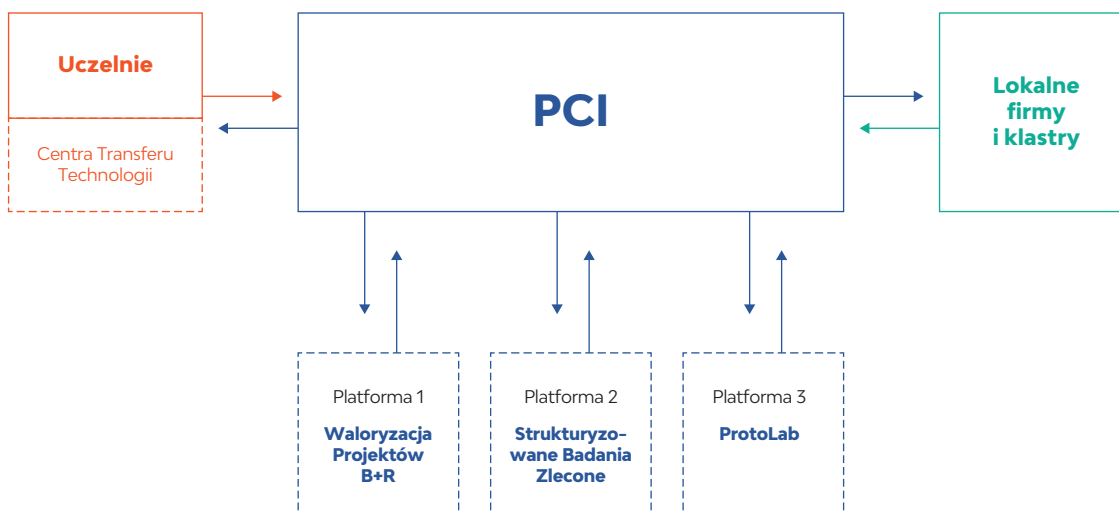 Uczelnie
Centra Transferu
Technologii
PCI
Lokalne
firmy
i klastry
Platforma 1
Waloryzacja
Projektów
B+R
Platforma 2
Strukturyzo-
wane Badania
Zlecone
Platforma 3
ProtoLab